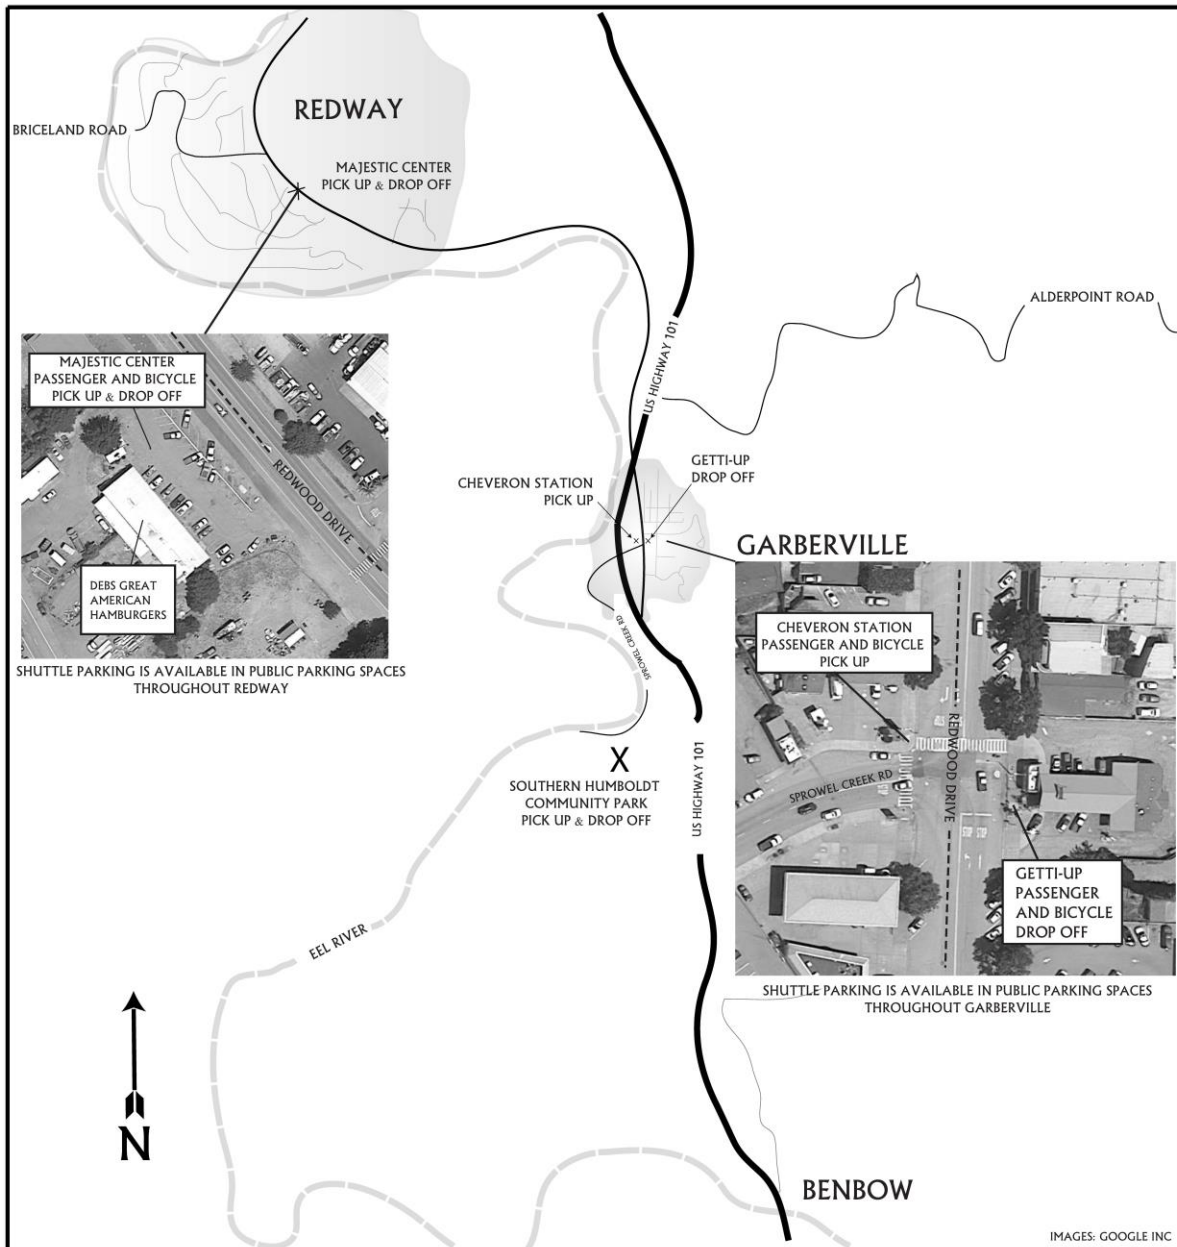 REDWAY
BRICELAND ROAD
MAJESTIC CENTER
PICK UP & DROP OFF
ALDERPOINT ROAD
US HIGHWAY 101
MAJESTIC CENTER
PASSENGER AND BICYCLE
PICK UP & DROP OFF
REDWOOD DRIVE
DEBS GREAT
AMERICAN
HAMBURGERS
SHUTTLE PARKING IS AVAILABLE IN PUBLIC PARKING SPACES
THROUGHOUT REDWAY
GETTI-UP
DROP OFF
CHEVERON STATION
PICK UP
GARBERVILLE
SPROWEL CREEK RD
CHEVERON STATION
PASSENGER AND BICYCLE
PICK UP
REDWOOD DRIVE
SPROWEL CREEK RD
STOP STOP
GETTI-UP
PASSENGER
AND BICYCLE
DROP OFF
SHUTTLE PARKING IS AVAILABLE IN PUBLIC PARKING SPACES
THROUGHOUT GARBERVILLE
X
SOUTHERN HUMBOLDT
COMMUNITY PARK
PICK UP & DROP OFF
US HIGHWAY 101
EEL RIVER
N
BENBOW
IMAGES: GOOGLE INC